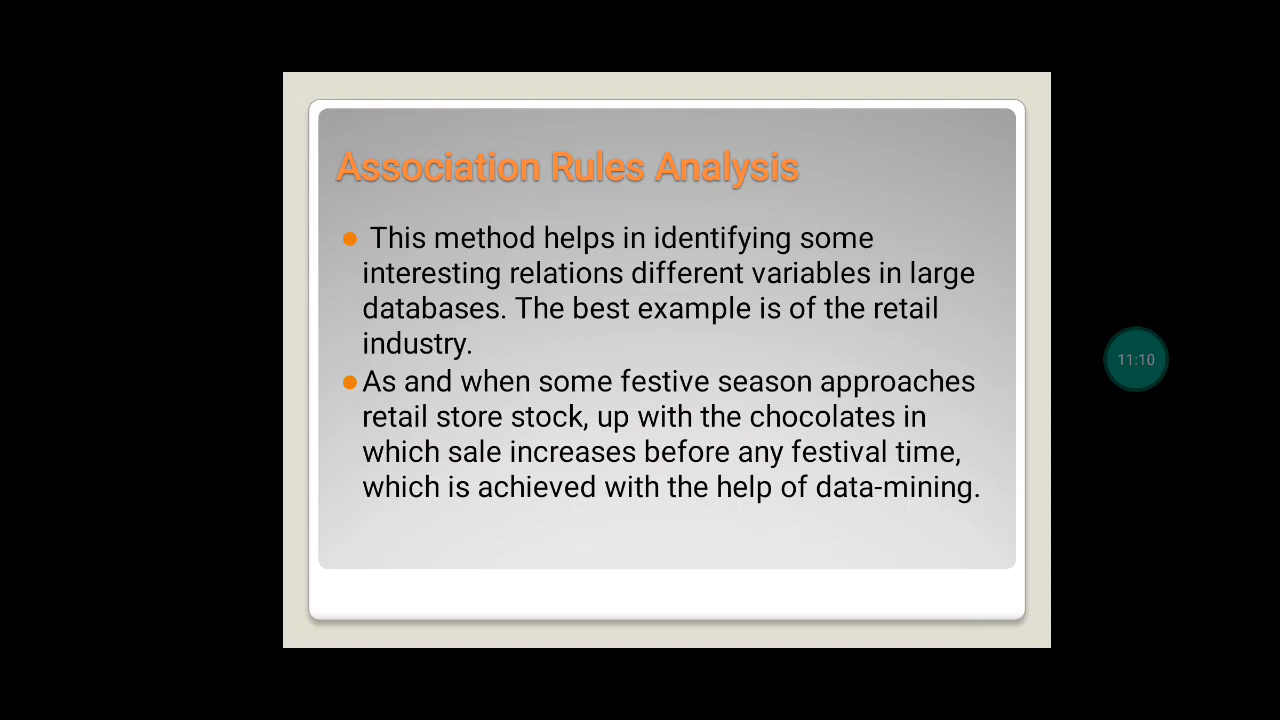 Association Rules Analysis
This method helps in identifying some
interesting relations different variables in large
databases. The best example is of the retail
industry.
As and when some festive season approaches
retail store stock, up with the chocolates in
which sale increases before any festival time,
which is achieved with the help of data-mining.
11:10